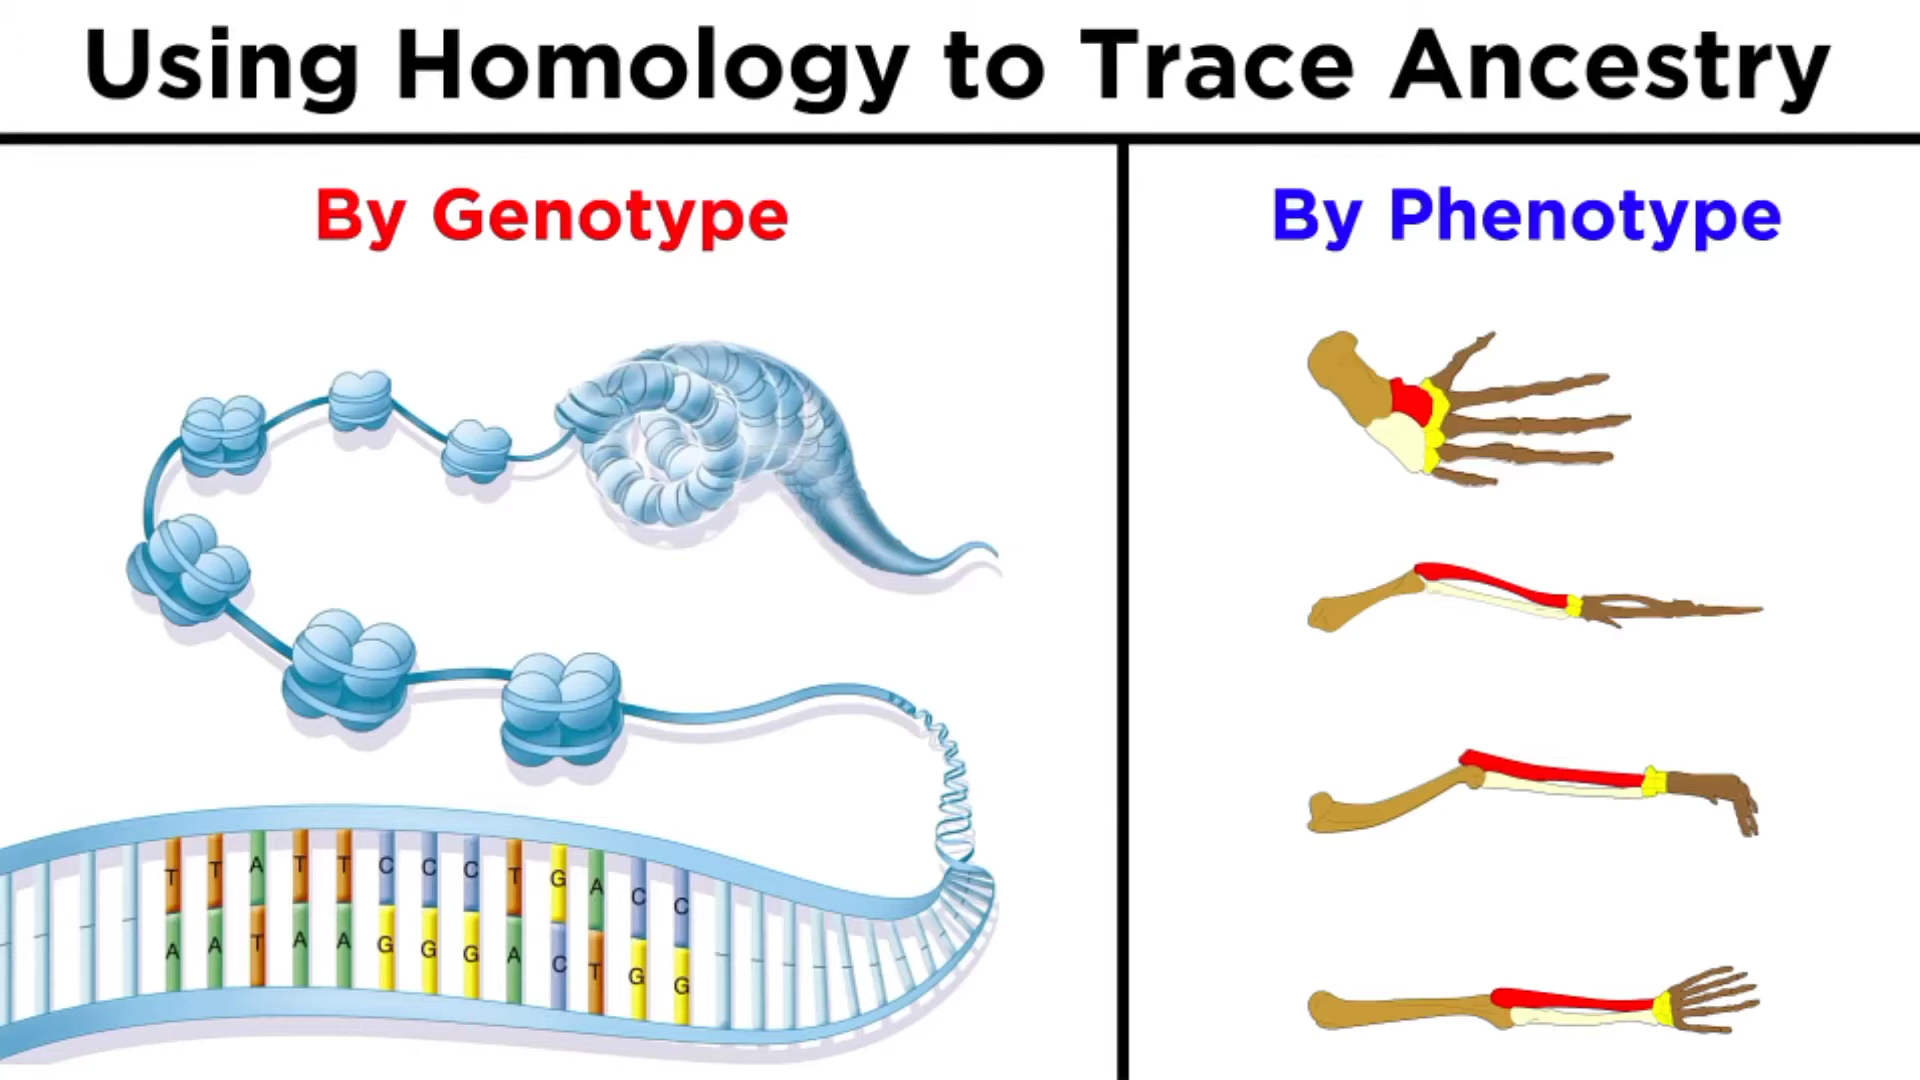 Using Homology to Trace Ancestry
By Genotype
By Phenotype
T T A T T C C C T G A C C
A A T A A G G G A C T G G